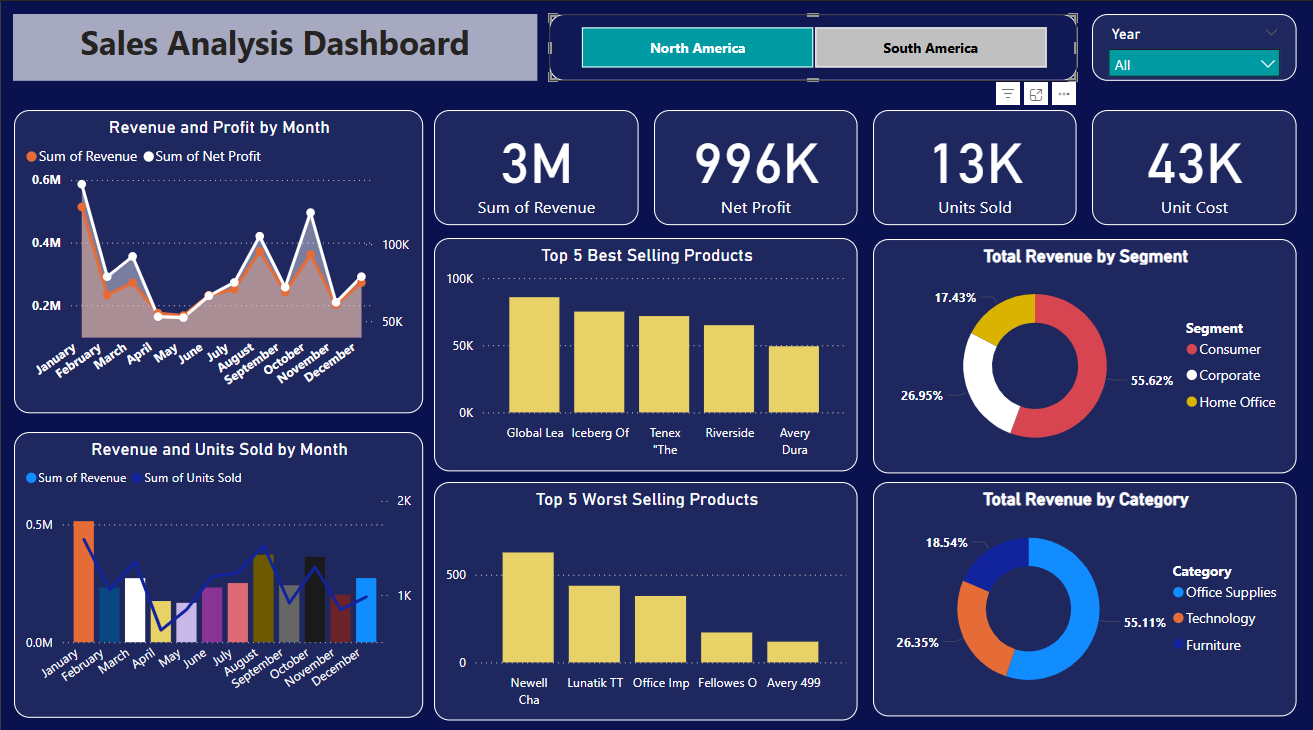 Sales Analysis Dashboard
North America
South America
Year
All
Revenue and Profit by Month
Sum of Revenue
Sum of Net Profit
0.6M
0.4M
0.2M
100K
50K
January
February
March
April
May
June
July
August
September
October
November
December
3M
Sum of Revenue
996K
Net Profit
13K
Units Sold
43K
Unit Cost
Top 5 Best Selling Products
100K
50K
0K
Global Lea
Iceberg Of
Tenex
"The
Riverside
Avery
Dura
Total Revenue by Segment
17.43%
26.95%
55.62%
Segment
Consumer
Corporate
Home Office
Revenue and Units Sold by Month
Sum of Revenue
Sum of Units Sold
0.5M
0.0M
2K
1K
January
February
March
April
May
June
July
August
September
October
November
December
Top 5 Worst Selling Products
500
0
Newell
Cha
Lunatik TT
Office Imp
Fellowes O
Avery 499
Total Revenue by Category
18.54%
26.35%
55.11%
Category
Office Supplies
Technology
Furniture